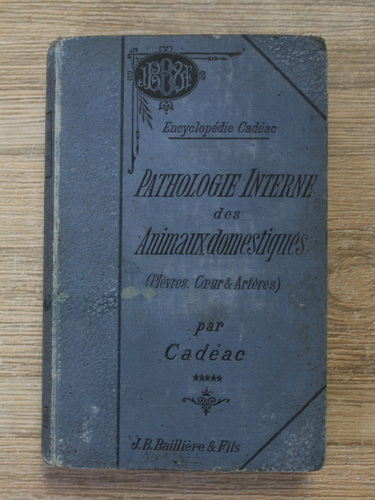 Encyclopédie Cadéac
PATHOLOGIE INTERNE
des
Animaux domestiques
(Plèvres, Cœur & Artères)
par
Cadéac
*****
J. B. Baillière & Fils